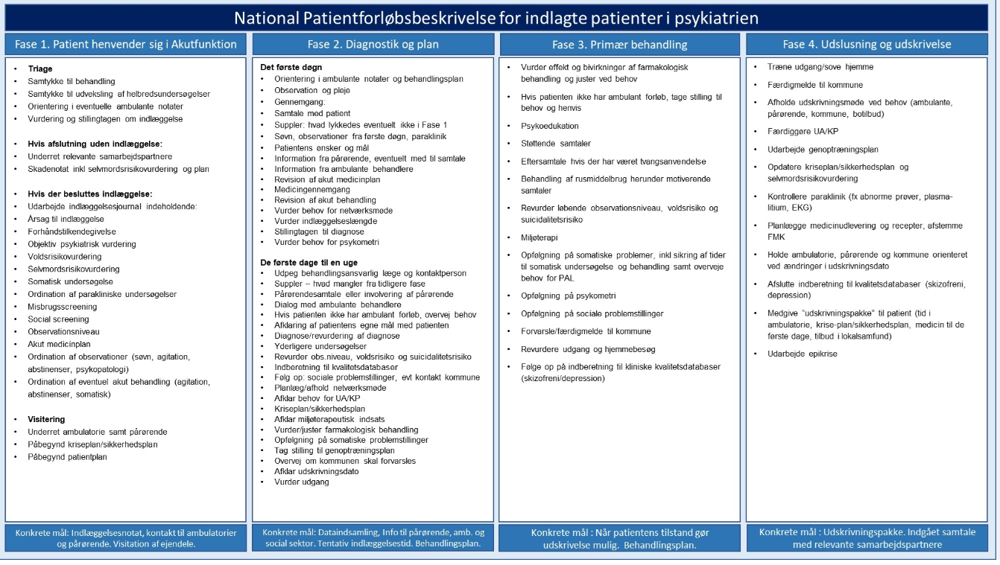 National Patientforløbsbeskrivelse for indlagte patienter i psykiatrien
Fase 1. Patient henvender sig i Akutfunktion
• Triage
• Samtykke til behandling
• Samtykke til udveksling af helbredsundersøgelser
• Orientering i eventuelle ambulante notater
• Vurdering og stillingtagen om indlæggelse
• Hvis afslutning uden indlæggelse:
• Underret relevante samarbejdspartnere
• Skadenotat inkl selvmordsrisikovurdering og plan
• Hvis der besluttes indlæggelse:
• Udarbejde indlæggelsesjournal indeholdende:
• Årsag til indlæggelse
• Forhåndstilkendegivelse
• Objektiv psykiatrisk vurdering
• Voldsrisikovurdering
• Selvmordsrisikovurdering
• Somatisk undersøgelse
• Ordination af parakliniske undersøgelser
• Misbrugsscreening
• Social screening
• Observationsniveau
• Akut medicinplan
• Ordination af observationer (søvn, agitation,
abstinenser, psykopatologi)
• Ordination af eventuel akut behandling (agitation,
abstinenser, somatisk)
• Visitering
• Underret ambulatorie samt pårørende
• Påbegynd kriseplan/sikkerhedsplan
• Påbegynd patientplan
Konkrete mål: Indlæggelsesnotat, kontakt til ambulatorier
og pårørende. Visitation af ejendele.
Fase 2. Diagnostik og plan
Det første døgn
• Orientering i ambulante notater og behandlingsplan
• Observation og pleje
• Gennemgang:
• Samtale med patient
• Suppler: hvad lykkedes eventuelt ikke i Fase 1
• Søvn, observationer fra første døgn, paraklinik
• Patientens ønsker og mål
• Information fra pårørende, eventuelt med til samtale
• Information fra ambulante behandlere
• Revision af akut medicinplan
• Medicingennemgang
• Revision af akut behandling
• Vurder behov for netværksmøde
• Vurder indlæggelseslængde
• Stillingtagen til diagnose
• Vurder behov for psykometri
De første dage til en uge
• Udpeg behandlingsansvarlig læge og kontaktperson
• Suppler – hvad mangler fra tidligere fase
• Pårørendesamtale eller involvering af pårørende
• Dialog med ambulante behandlere
• Hvis patienten ikke har ambulant forløb, overvej behov
• Afklaring af patientens egne mål med patienten
• Diagnose/revurdering af diagnose
• Yderligere undersøgelser
• Revurder obs.niveau, voldsrisiko og suicidalitetsrisiko
• Indberetning til kvalitetsdatabaser
• Følg op: sociale problemstillinger, evt kontakt kommune
• Planlæg/afhold netværksmøde
• Afklar behov for UA/KP
• Kriseplan/sikkerhedsplan
• Afklar miljøterapeutisk indsats
• Vurder/juster farmakologisk behandling
• Opfølgning på somatiske problemstillinger
• Tag stilling til genoptræningsplan
• Overvej om kommunen skal forvarsles
• Afklar udskrivningsdato
• Vurder udgang
Konkrete mål: Dataindsamling, Info til pårørende, amb. og
social sektor. Tentativ indlæggelsestid. Behandlingsplan.
Fase 3. Primær behandling
• Vurder effekt og bivirkninger af farmakologisk
behandling og juster ved behov
• Hvis patienten ikke har ambulant forløb, tage stilling til
behov og henvis
• Psykoedukation
• Støttende samtaler
• Eftersamtale hvis der har været tvangsanvendelse
• Behandling af rusmiddelbrug herunder motiverende
samtaler
• Revurder løbende observationsniveau, voldsrisiko og
suicidalitetsrisiko
• Miljøterapi
• Opfølgning på somatiske problemer, inkl sikring af tider
til somatisk undersøgelse og behandling samt overveje
behov for PAL
• Opfølgning på psykometri
• Opfølgning på sociale problemstillinger
• Forvarsle/færdigmelde til kommune
• Revurdere udgang og hjemmebesøg
• Følge op på indberetning til kliniske kvalitetsdatabaser
(skizofreni/depression)
Konkrete mål : Når patientens tilstand gør
udskrivelse mulig. Behandlingsplan.
Fase 4. Udslusning og udskrivelse
• Træne udgang/sove hjemme
• Færdigmelde til kommune
• Afholde udskrivningsmøde ved behov (ambulante,
pårørende, kommune, botilbud)
• Færdiggøre UA/KP
• Udarbejde genoptræningsplan
• Opdatere kriseplan/sikkerhedsplan og
selvmordsrisikovurdering
• Kontrollere paraklinik (fx abnorme prøver, plasma-
litium, EKG)
• Planlægge medicinudlevering og recepter, afstemme
FMK
• Holde ambulatorie, pårørende og kommune orienteret
ved ændringer i udskrivningsdato
• Afslutte indberetning til kvalitetsdatabaser (skizofreni,
depression)
• Medgive ”udskrivningspakke” til patient (tid i
ambulatorie, krise-plan/sikkerhedsplan, medicin til de
første dage, tilbud i lokalsamfund)
• Udarbejde epikrise
Konkrete mål : Udskrivningspakke. Indgået samtale
med relevante samarbejdspartnere